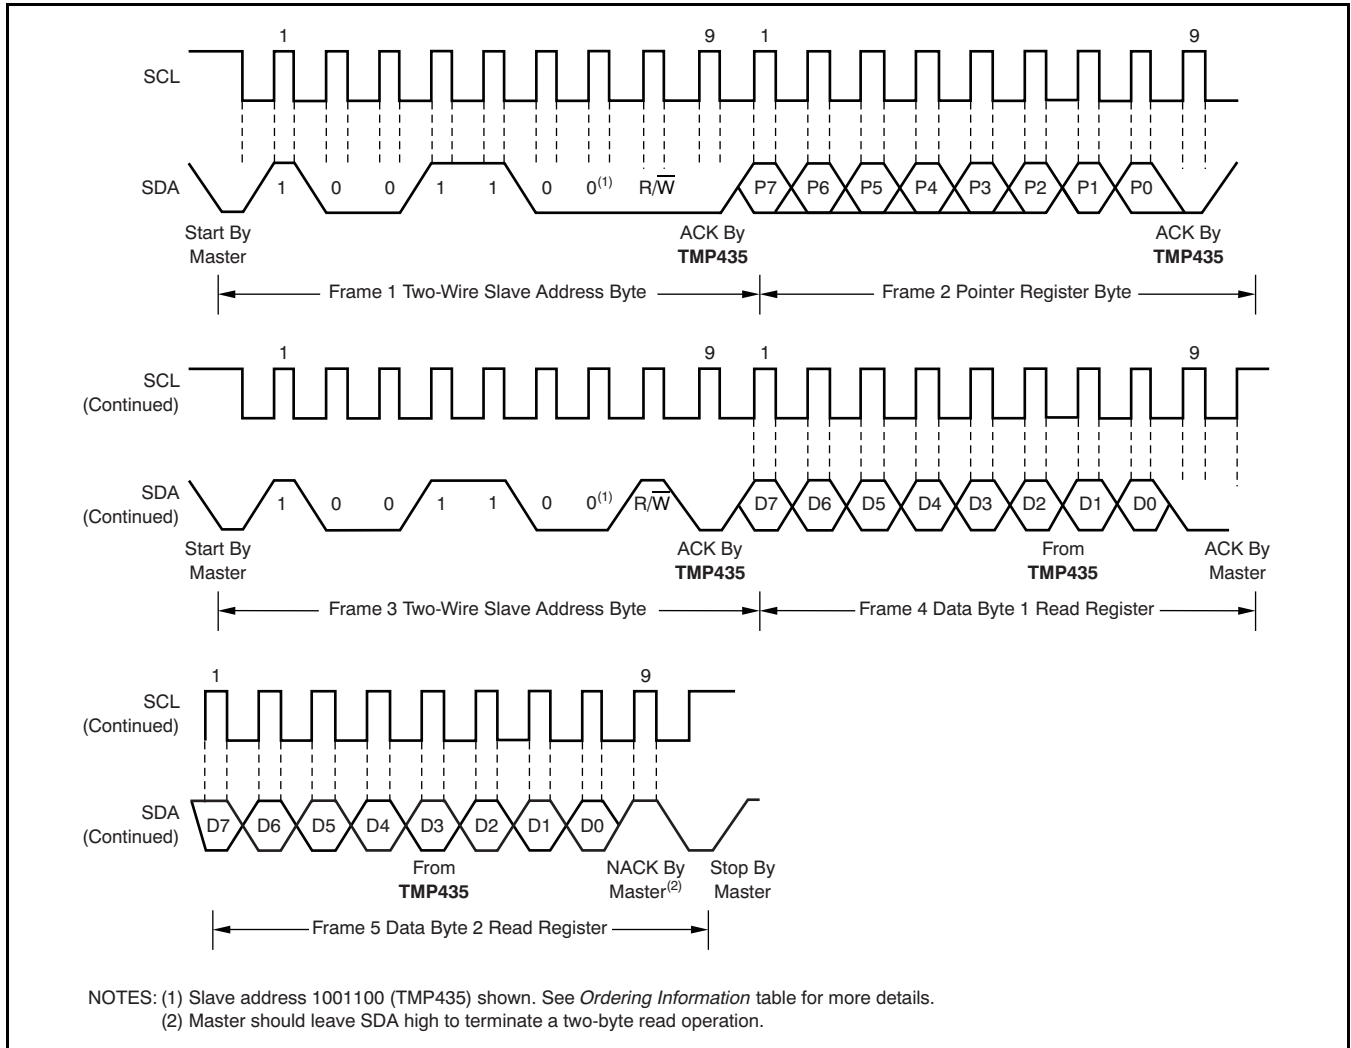 1 9 1 9
SCL
SDA
1 0 0 1 1 0 0(1) R/W̅ P7 P6 P5 P4 P3 P2 P1 P0
Start By
Master
ACK By
TMP435
ACK By
TMP435
Frame 1 Two-Wire Slave Address Byte
Frame 2 Pointer Register Byte
1 9 1 9
SCL
(Continued)
SDA
(Continued)
1 0 0 1 1 0 0(1) R/W̅ D7 D6 D5 D4 D3 D2 D1 D0
Start By
Master
ACK By
TMP435
From
TMP435
ACK By
Master
Frame 3 Two-Wire Slave Address Byte
Frame 4 Data Byte 1 Read Register
1 9
SCL
(Continued)
SDA
(Continued)
D7 D6 D5 D4 D3 D2 D1 D0
From
TMP435
NACK By
Master(2)
Stop By
Master
Frame 5 Data Byte 2 Read Register
NOTES: (1) Slave address 1001100 (TMP435) shown. See Ordering Information table for more details.
(2) Master should leave SDA high to terminate a two-byte read operation.